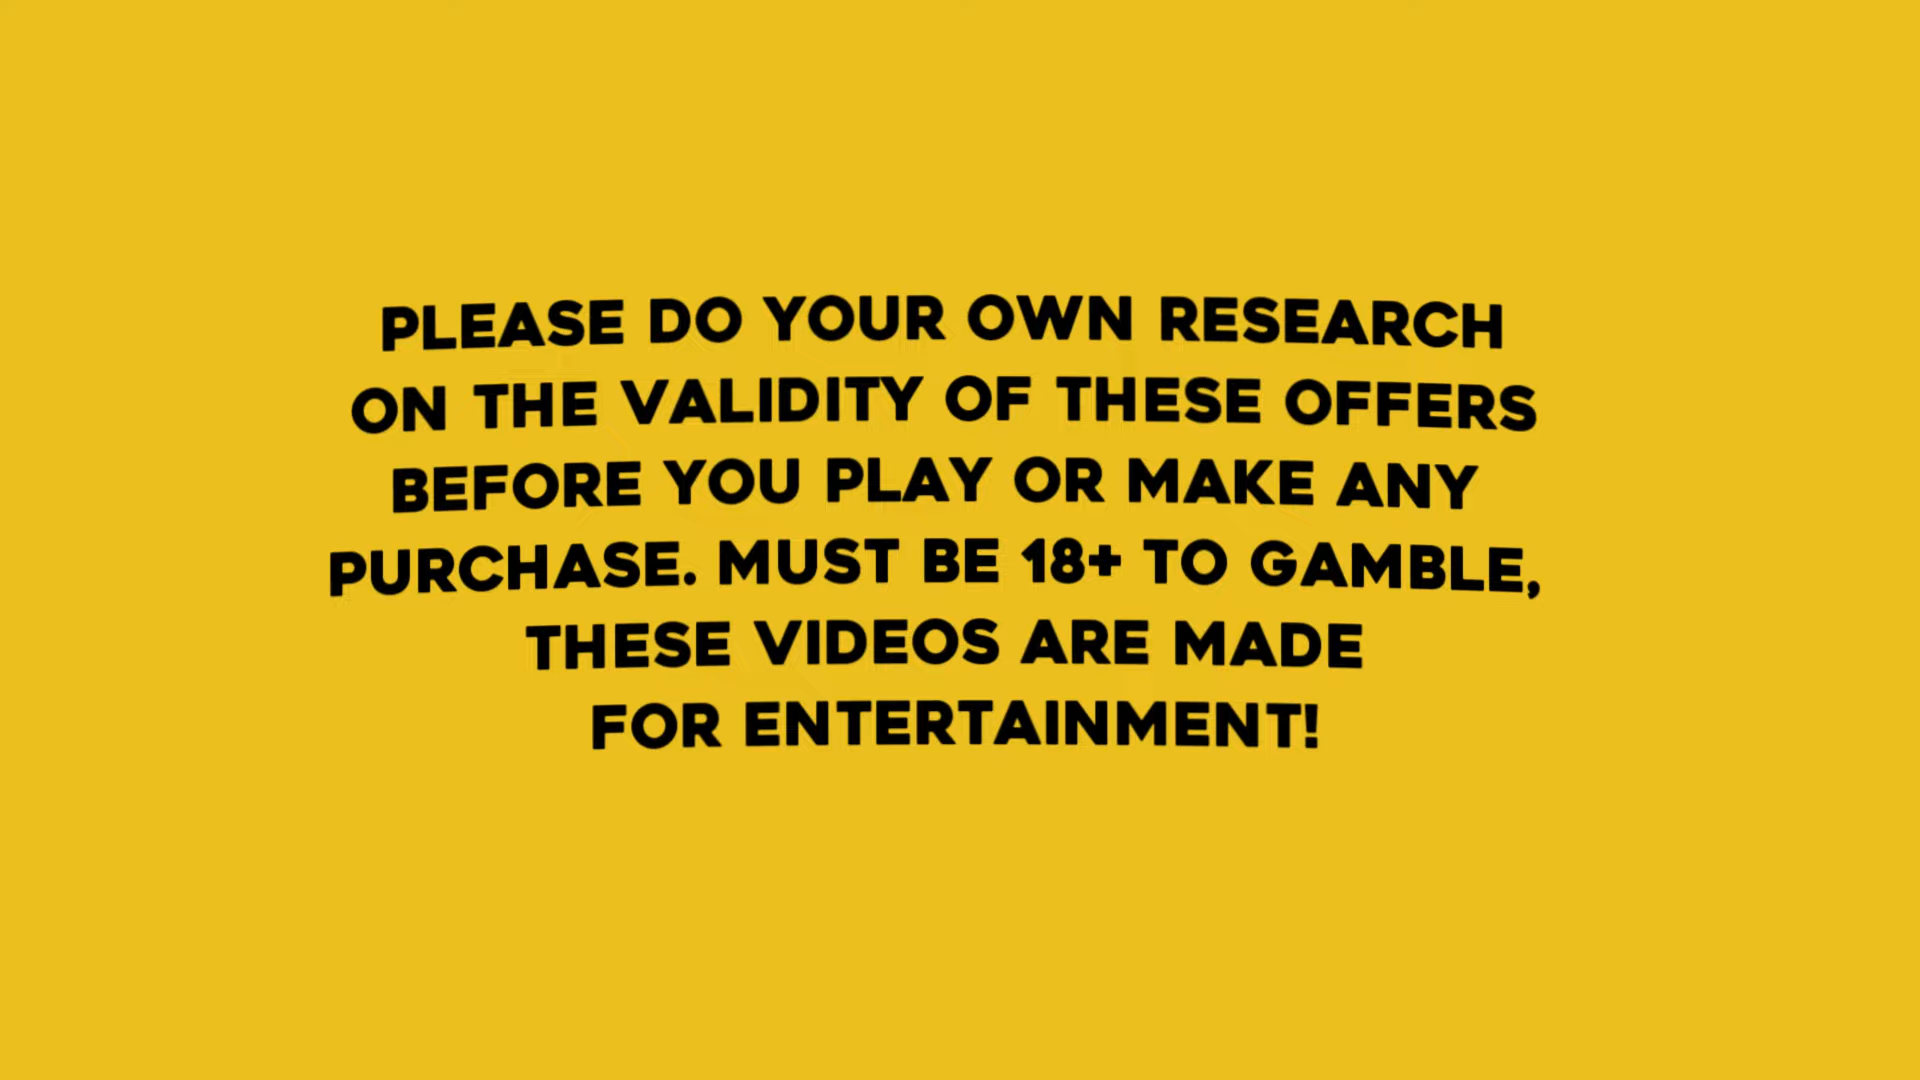 PLEASE DO YOUR OWN RESEARCH
ON THE VALIDITY OF THESE OFFERS
BEFORE YOU PLAY OR MAKE ANY
PURCHASE. MUST BE 18+ TO GAMBLE,
THESE VIDEOS ARE MADE
FOR ENTERTAINMENT!